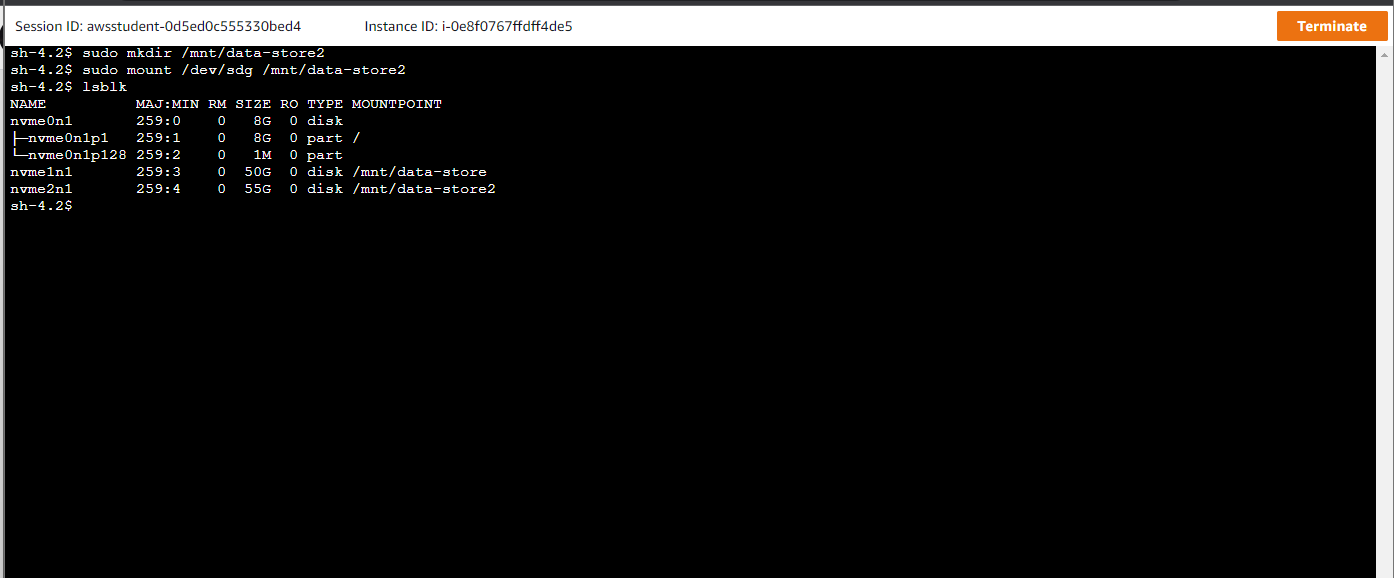 Session ID: awsstudent-0d5ed0c555330bed4 Instance ID: i-0e8f0767ffdff4de5 Terminate
sh-4.2$ sudo mkdir /mnt/data-store2
sh-4.2$ sudo mount /dev/sdg /mnt/data-store2
sh-4.2$ lsblk
NAME          MAJ:MIN RM SIZE RO TYPE MOUNTPOINT
nvme0n1       259:0    0   8G  0 disk
├─nvme0n1p1   259:1    0   8G  0 part /
└─nvme0n1p128 259:2    0   1M  0 part
nvme1n1       259:3    0  50G  0 disk /mnt/data-store
nvme2n1       259:4    0  55G  0 disk /mnt/data-store2
sh-4.2$